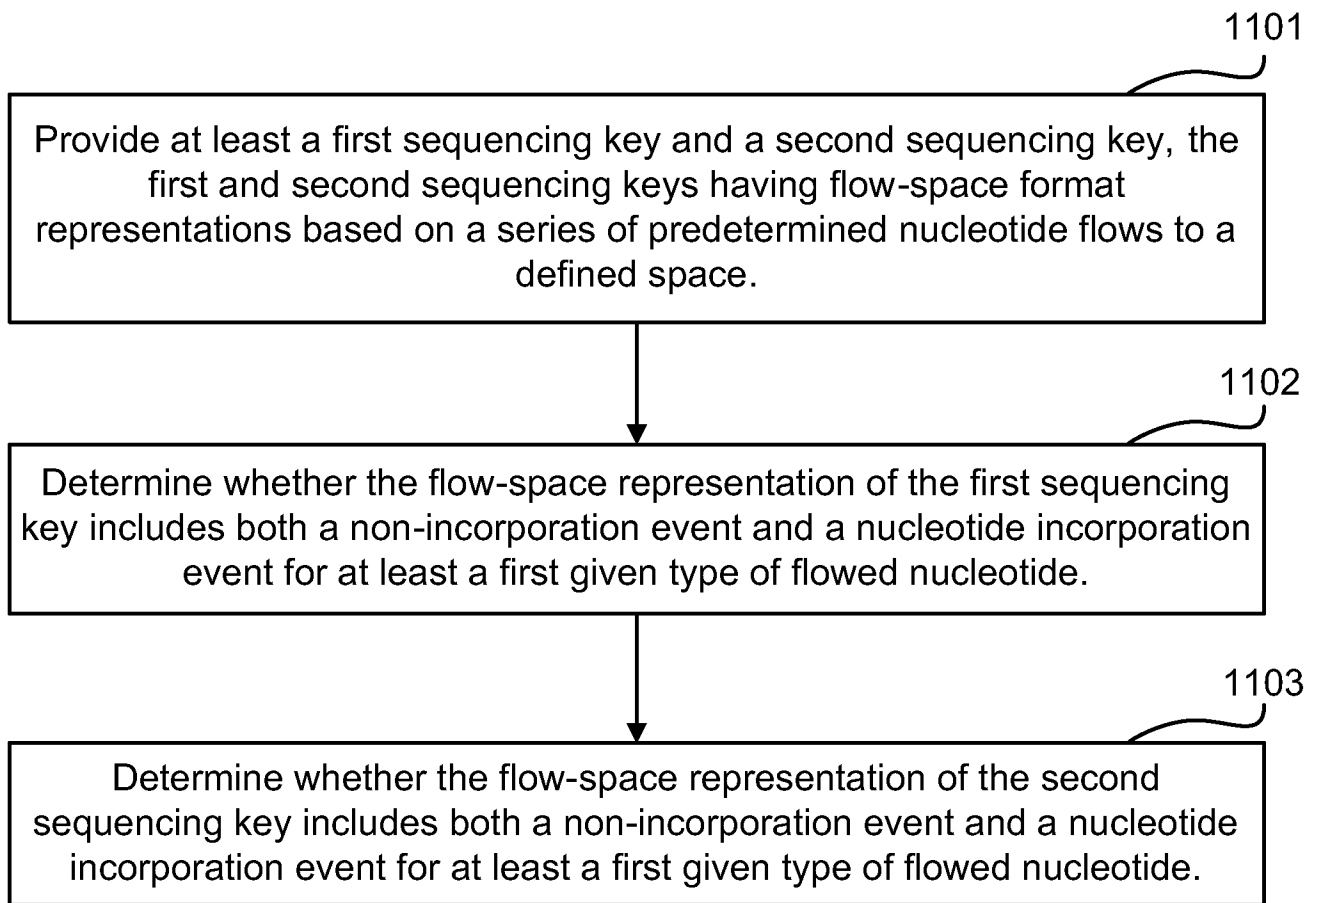 1101
Provide at least a first sequencing key and a second sequencing key, the
first and second sequencing keys having flow-space format
representations based on a series of predetermined nucleotide flows to a
defined space.
1102
Determine whether the flow-space representation of the first sequencing
key includes both a non-incorporation event and a nucleotide incorporation
event for at least a first given type of flowed nucleotide.
1103
Determine whether the flow-space representation of the second
sequencing key includes both a non-incorporation event and a nucleotide
incorporation event for at least a first given type of flowed nucleotide.